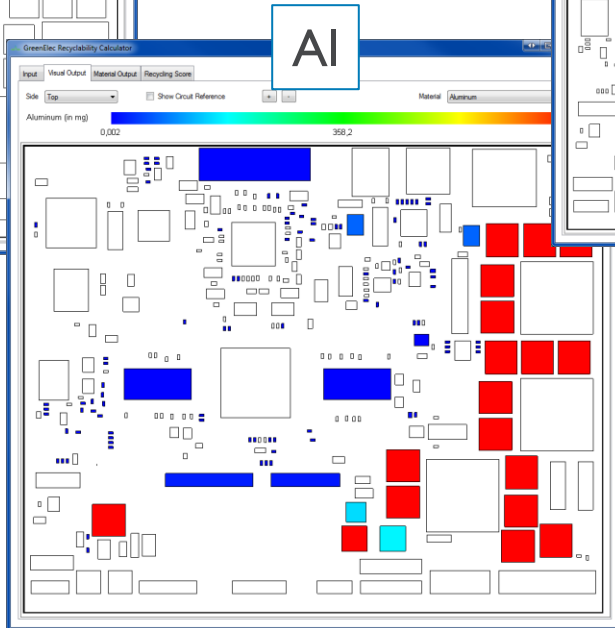 Al
GreenElec Recyclability Calculator
Input Visual Output Material Output Recycling Score
Side Top Show Circuit Reference + - Material Aluminum
Aluminum (in mg)
0,002 358,2